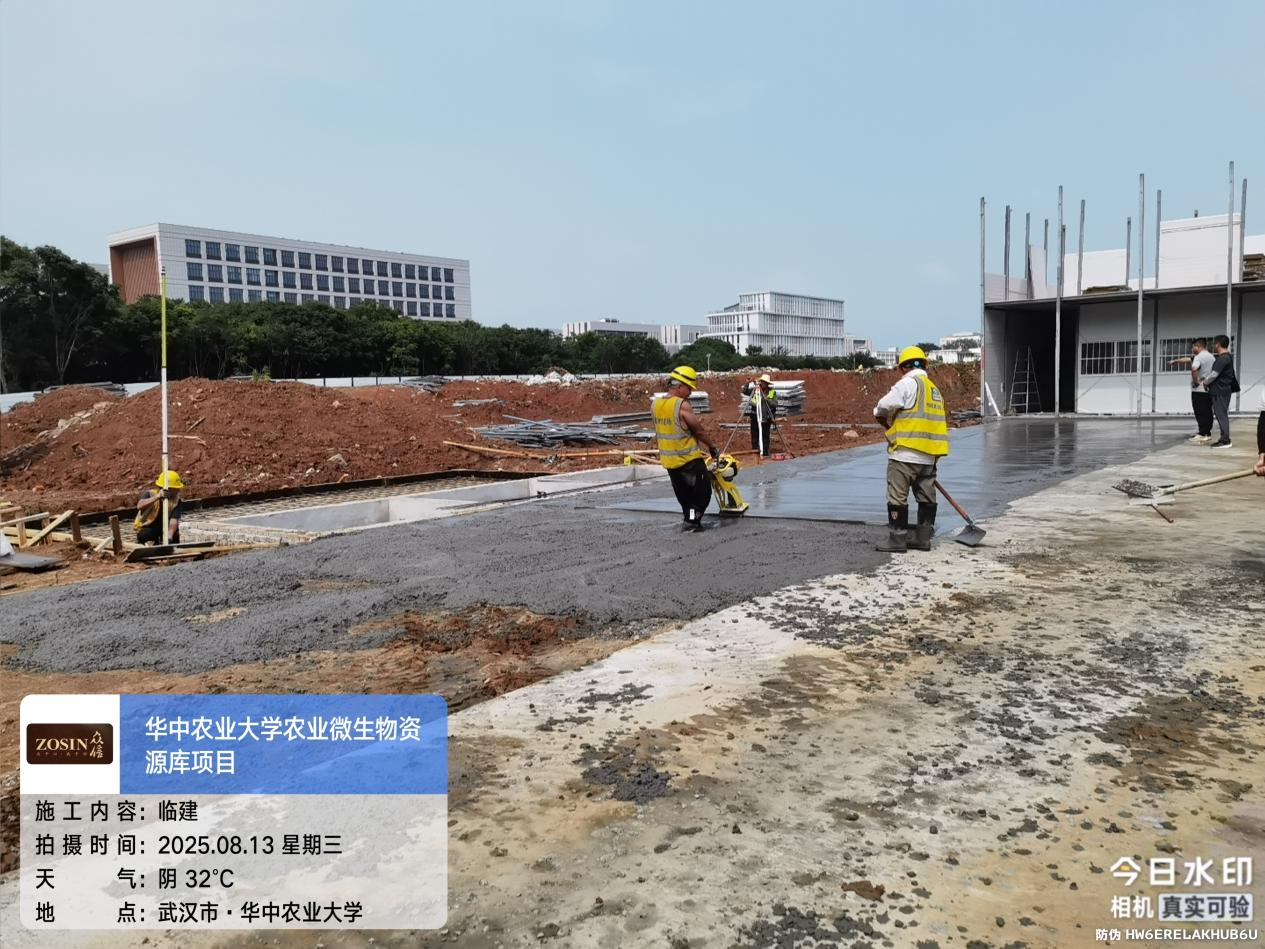 华中农业大学农业微生物资
源库项目
ZOSIN 众信
施工内容：临建
拍摄时间：2025.08.13 星期三
天气：阴 32℃
地点：武汉市·华中农业大学
今日水印
相机 真实可验
防伪 HW6ERELAKHUB6U